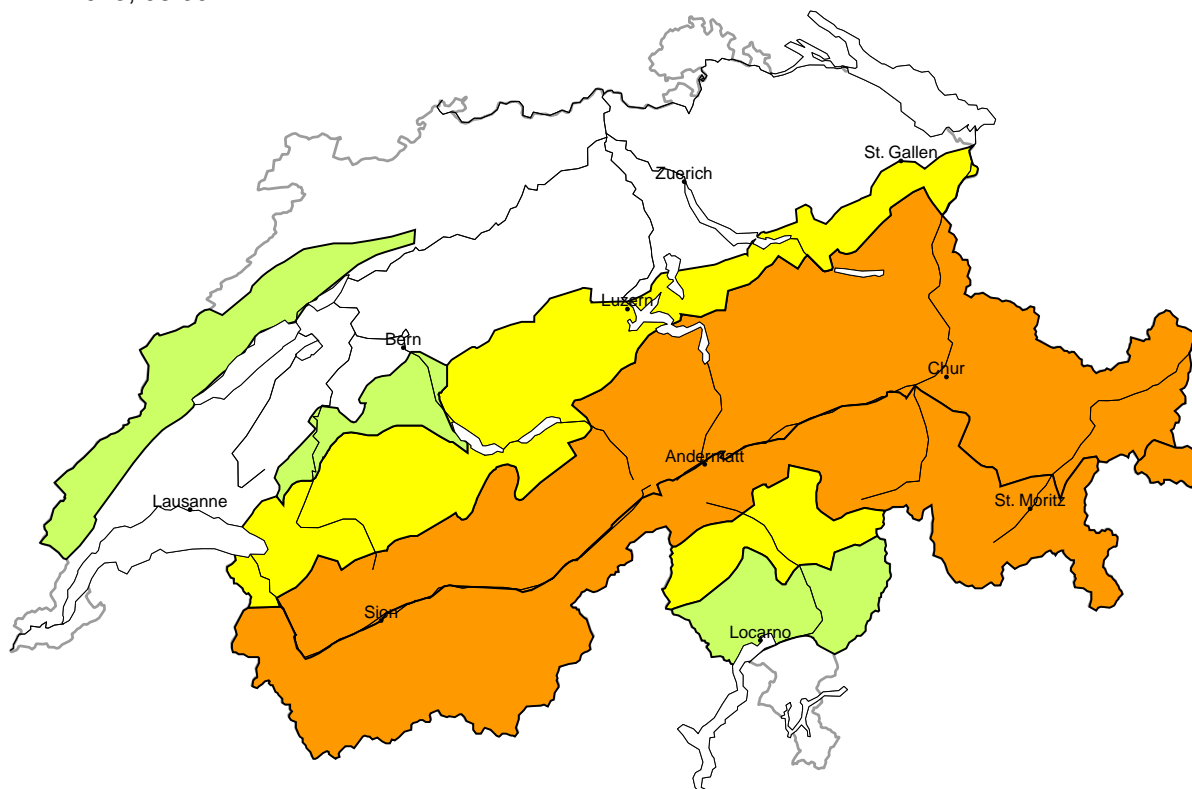 St. Gallen
Zuerich
Luzern
Bern
Chur
Andermatt
Lausanne
St. Moritz
Sion
Locarno